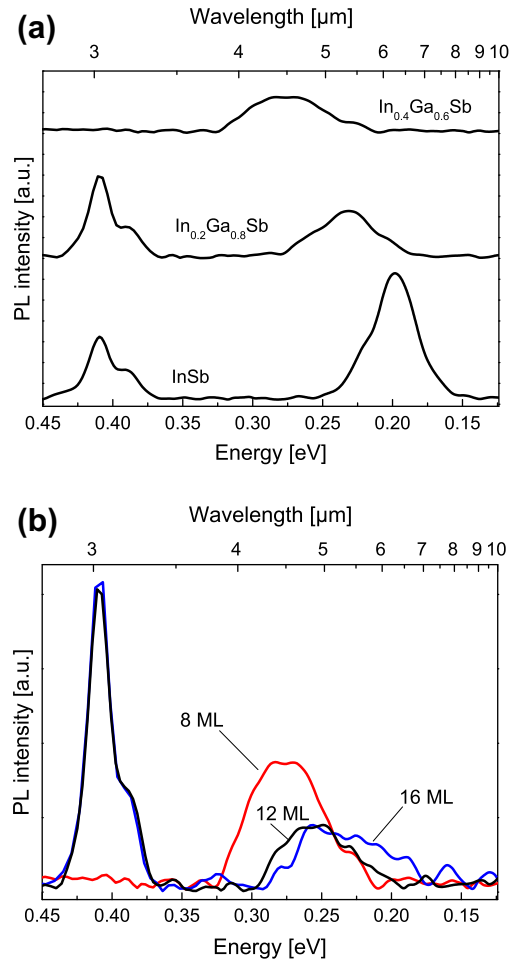 (a)
Wavelength [µm]
3 4 5 6 7 8 9 10
PL intensity [a.u.]
In0.4Ga0.6Sb
In0.2Ga0.8Sb
InSb
0.45 0.40 0.35 0.30 0.25 0.20 0.15
Energy [eV]
(b)
Wavelength [µm]
3 4 5 6 7 8 9 10
PL intensity [a.u.]
8 ML
12 ML
16 ML
0.45 0.40 0.35 0.30 0.25 0.20 0.15
Energy [eV]